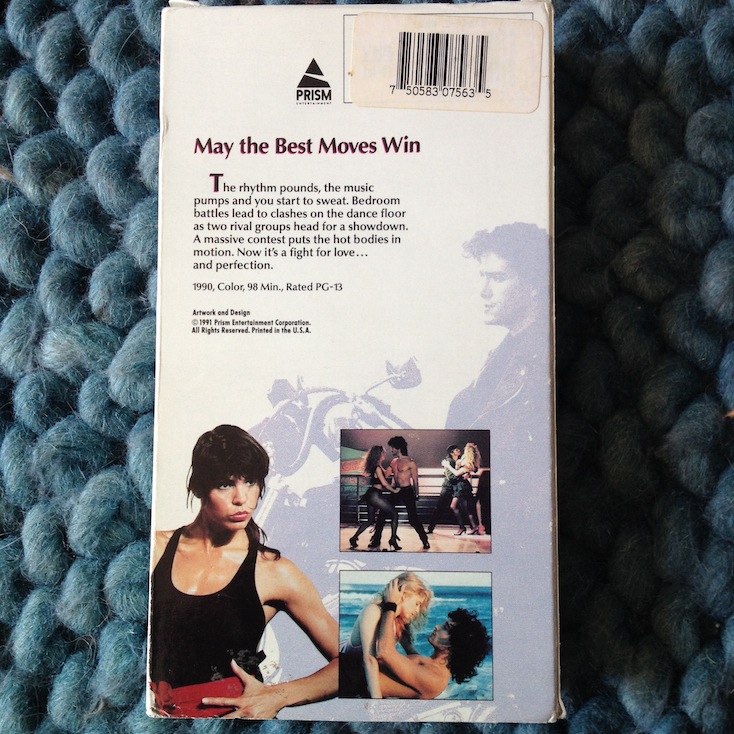 PRISM
ENTERTAINMENT
7 50583 07563 5
May the Best Moves Win
The rhythm pounds, the music
pumps and you start to sweat. Bedroom
battles lead to clashes on the dance floor
as two rival groups head for a showdown.
A massive contest puts the hot bodies in
motion. Now it's a fight for love...
and perfection.
1990, Color, 98 Min., Rated PG-13
Artwork and Design
© 1991 Prism Entertainment Corporation.
All Rights Reserved. Printed in the U.S.A.